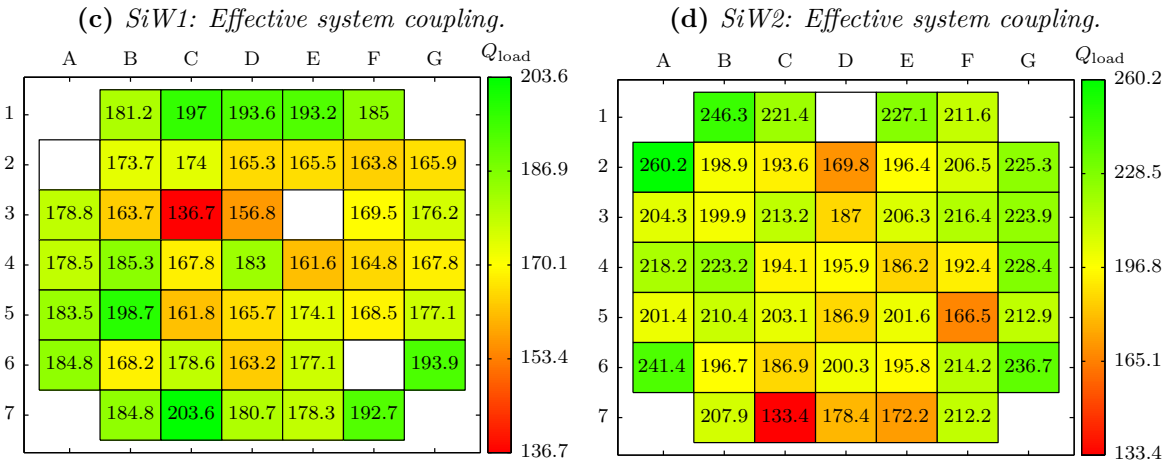 (c) SiW1: Effective system coupling.
A B C D E F G Q_load
203.6
1 181.2 197 193.6 193.2 185
186.9
2 173.7 174 165.3 165.5 163.8 165.9
3 178.8 163.7 136.7 156.8 169.5 176.2
170.1
4 178.5 185.3 167.8 183 161.6 164.8 167.8
5 183.5 198.7 161.8 165.7 174.1 168.5 177.1
153.4
6 184.8 168.2 178.6 163.2 177.1 193.9
7 184.8 203.6 180.7 178.3 192.7
136.7
(d) SiW2: Effective system coupling.
A B C D E F G Q_load
260.2
1 246.3 221.4 227.1 211.6
228.5
2 260.2 198.9 193.6 169.8 196.4 206.5 225.3
3 204.3 199.9 213.2 187 206.3 216.4 223.9
196.8
4 218.2 223.2 194.1 195.9 186.2 192.4 228.4
5 201.4 210.4 203.1 186.9 201.6 166.5 212.9
165.1
6 241.4 196.7 186.9 200.3 195.8 214.2 236.7
7 207.9 133.4 178.4 172.2 212.2
133.4